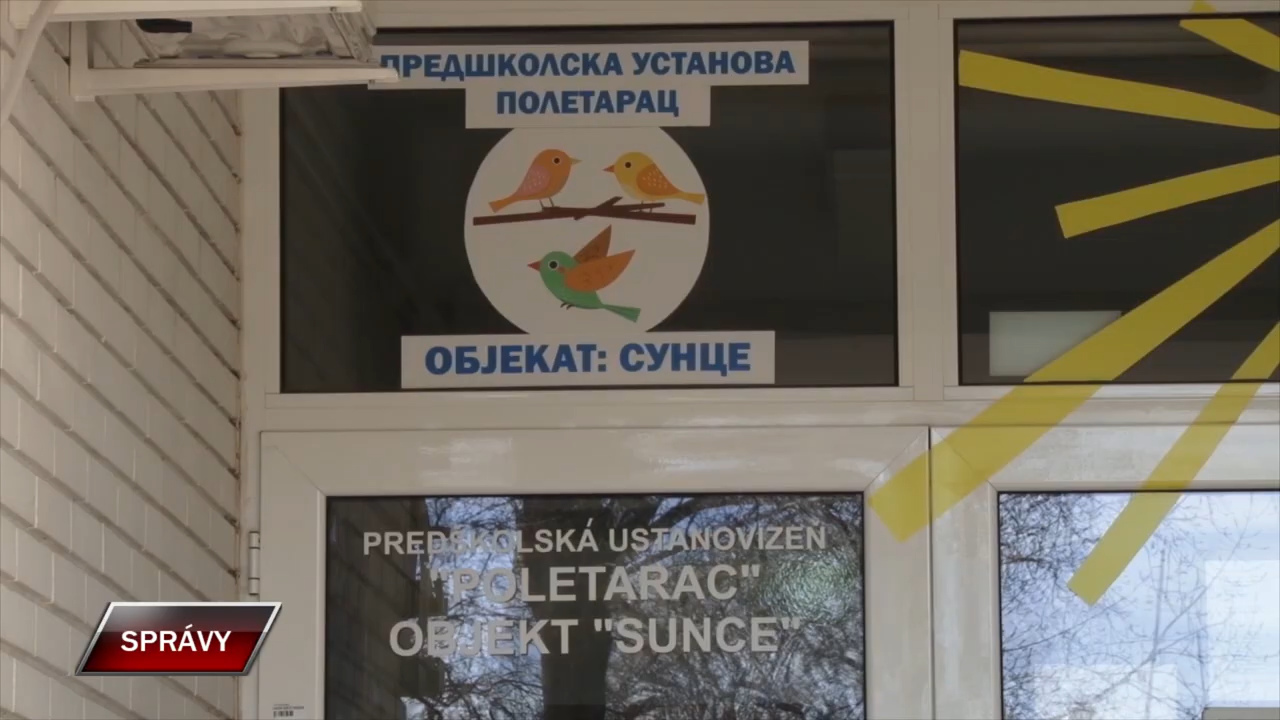 ПРЕДШКОЛСКА УСТАНОВА
ПОЛЕТАРАЦ
ОБЈЕКАТ: СУНЦЕ
PREDŠKOLSKÁ USTANOVIZEŇ
"POLETARAC"
OBJEKT "SUNCE"
SPRÁVY